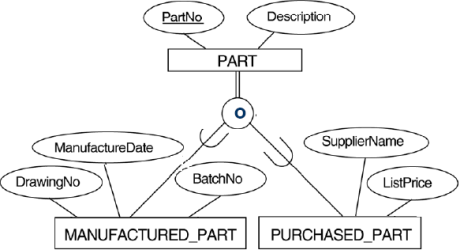 PartNo
Description
PART
O
ManufactureDate
SupplierName
DrawingNo
BatchNo
ListPrice
MANUFACTURED_PART
PURCHASED_PART